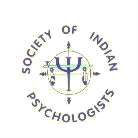 SOCIETY OF INDIAN
PSYCHOLOGISTS